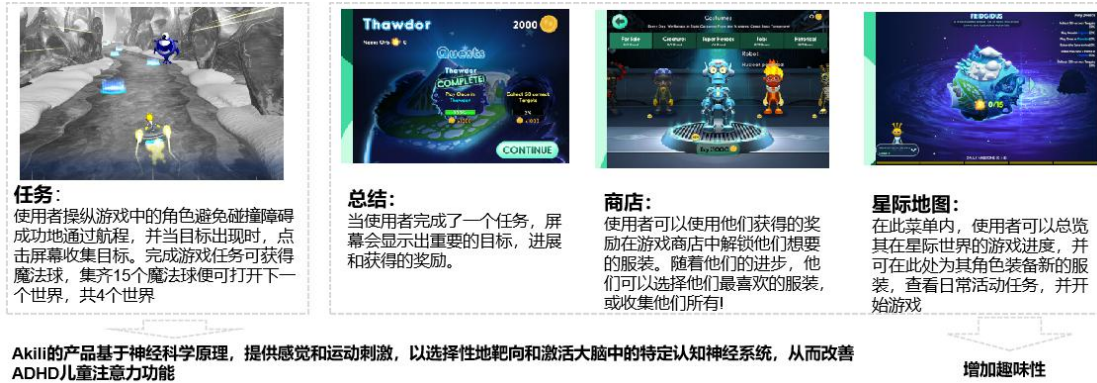 Thawdor
2000
Quests
Thawdor
COMPLETE!
Collect 50 correct
Targets
CONTINUE
Costumes
Robot
0/15
任务：
使用者操纵游戏中的角色避免碰撞障碍
成功地通过航程，并当目标出现时，点
击屏幕收集目标。完成游戏任务可获得
魔法球，集齐15个魔法球便可打开下一
个世界，共4个世界
总结：
当使用者完成了一个任务，屏
幕会显示出重要的目标，进展
和获得的奖励。
商店：
使用者可以使用他们获得的奖
励在游戏商店中解锁他们想要
的服装。随着他们的进步，他
们可以选择他们最喜欢的服装，
或收集他们所有!
星际地图：
在此菜单内，使用者可以总览
其在星际世界的游戏进度，并
可在此处为其角色装备新的服
装，查看日常活动任务，并开
始游戏
Akili的产品基于神经科学原理，提供感觉和运动刺激，以选择性地靶向和激活大脑中的特定认知神经系统，从而改善
ADHD儿童注意力功能
增加趣味性